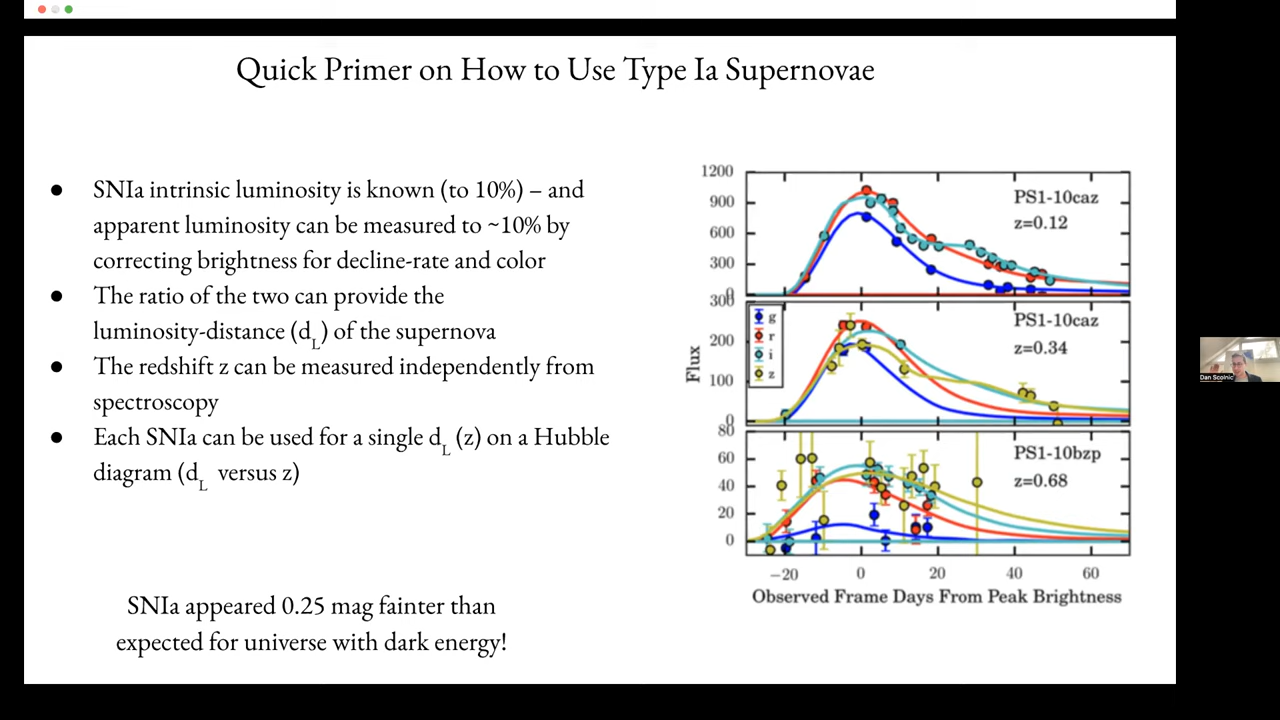 Quick Primer on How to Use Type Ia Supernovae
● SNIa intrinsic luminosity is known (to 10%) – and
apparent luminosity can be measured to ~10% by
correcting brightness for decline-rate and color
● The ratio of the two can provide the
luminosity-distance (dL) of the supernova
● The redshift z can be measured independently from
spectroscopy
● Each SNIa can be used for a single dL (z) on a Hubble
diagram (dL versus z)
SNIa appeared 0.25 mag fainter than
expected for universe with dark energy!
1200
900
600
300
0
PS1-10caz
z=0.12
300
200
100
0
g
r
i
z
PS1-10caz
z=0.34
Flux
80
60
40
20
0
PS1-10bzp
z=0.68
−20 0 20 40 60
Observed Frame Days From Peak Brightness
Dan Scolnic